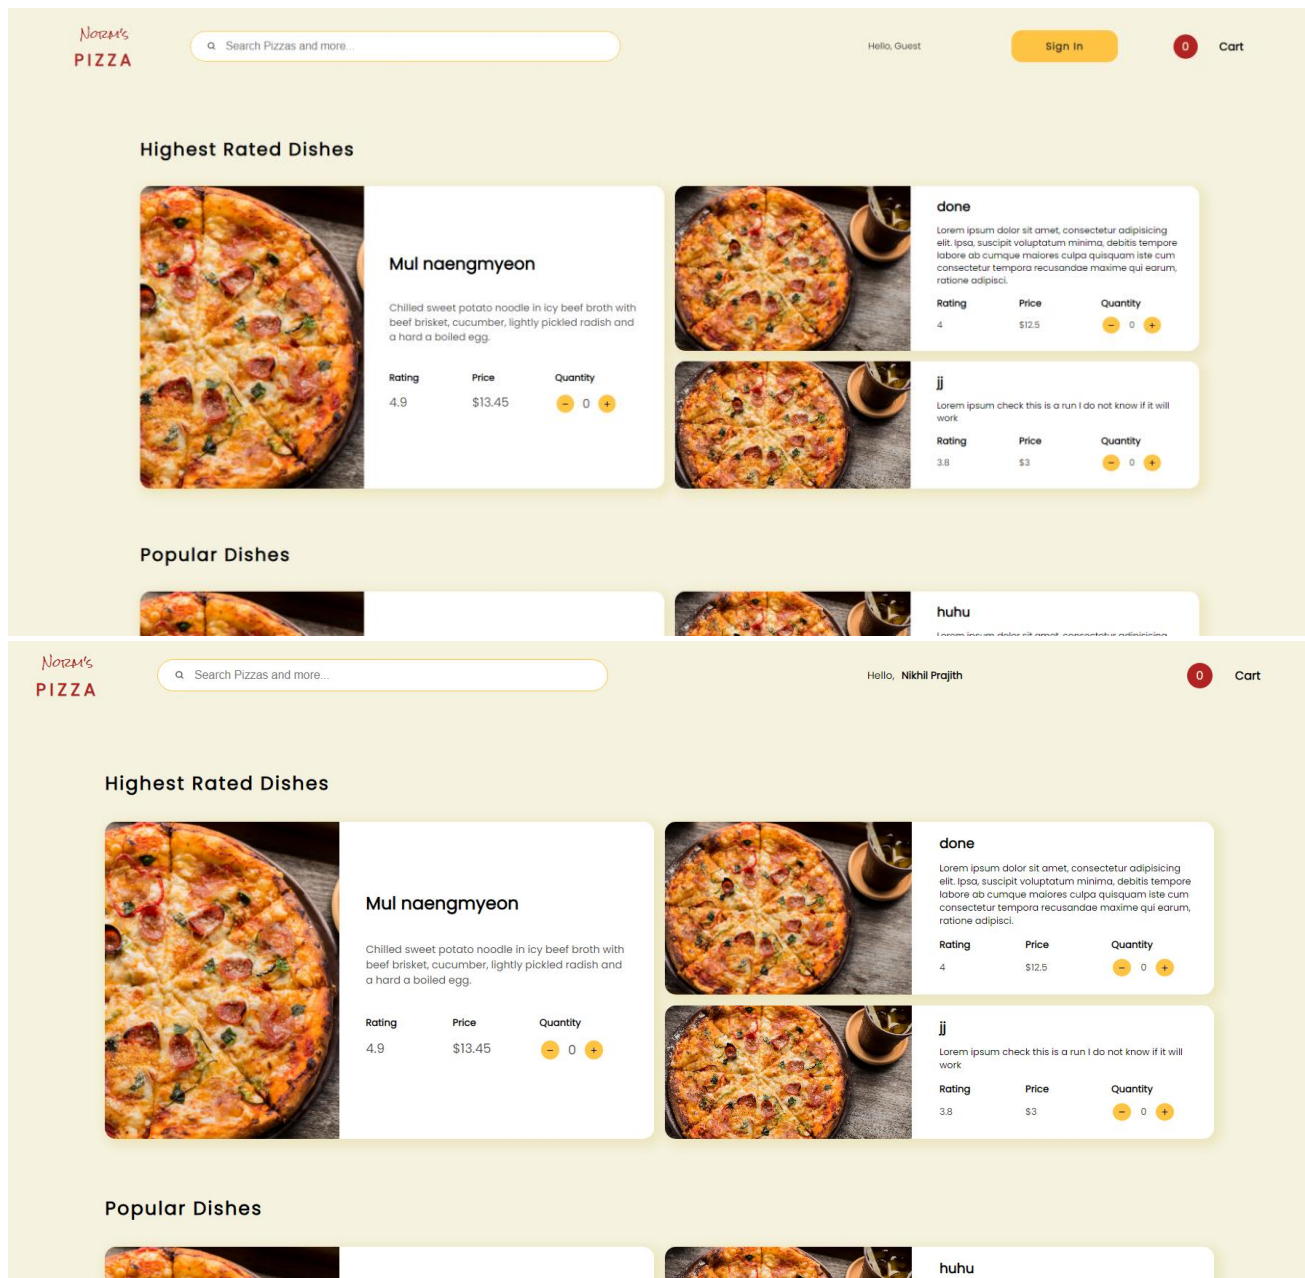 Norm's
PIZZA
Search Pizzas and more...
Hello, Guest
Sign In
0
Cart
Highest Rated Dishes
Mul naengmyeon
Chilled sweet potato noodle in icy beef broth with
beef brisket, cucumber, lightly pickled radish and
a hard a boiled egg.
Rating Price Quantity
4.9 $13.45 − 0 +
done
Lorem ipsum dolor sit amet, consectetur adipisicing
elit. Ipsa, suscipit voluptatum minima, debitis tempore
labore ab cumque maiores culpa quisquam iste cum
consectetur tempora recusandae maxime qui earum,
ratione adipisci.
Rating Price Quantity
4 $12.5 − 0 +
jj
Lorem ipsum check this is a run I do not know if it will
work
Rating Price Quantity
3.8 $3 − 0 +
Popular Dishes
huhu
Lorem ipsum dolor sit amet, consectetur adipisicing
Norm's
PIZZA
Search Pizzas and more...
Hello, Nikhil Prajith
0
Cart
Highest Rated Dishes
Mul naengmyeon
Chilled sweet potato noodle in icy beef broth with
beef brisket, cucumber, lightly pickled radish and
a hard a boiled egg.
Rating Price Quantity
4.9 $13.45 − 0 +
done
Lorem ipsum dolor sit amet, consectetur adipisicing
elit. Ipsa, suscipit voluptatum minima, debitis tempore
labore ab cumque maiores culpa quisquam iste cum
consectetur tempora recusandae maxime qui earum,
ratione adipisci.
Rating Price Quantity
4 $12.5 − 0 +
jj
Lorem ipsum check this is a run I do not know if it will
work
Rating Price Quantity
3.8 $3 − 0 +
Popular Dishes
huhu